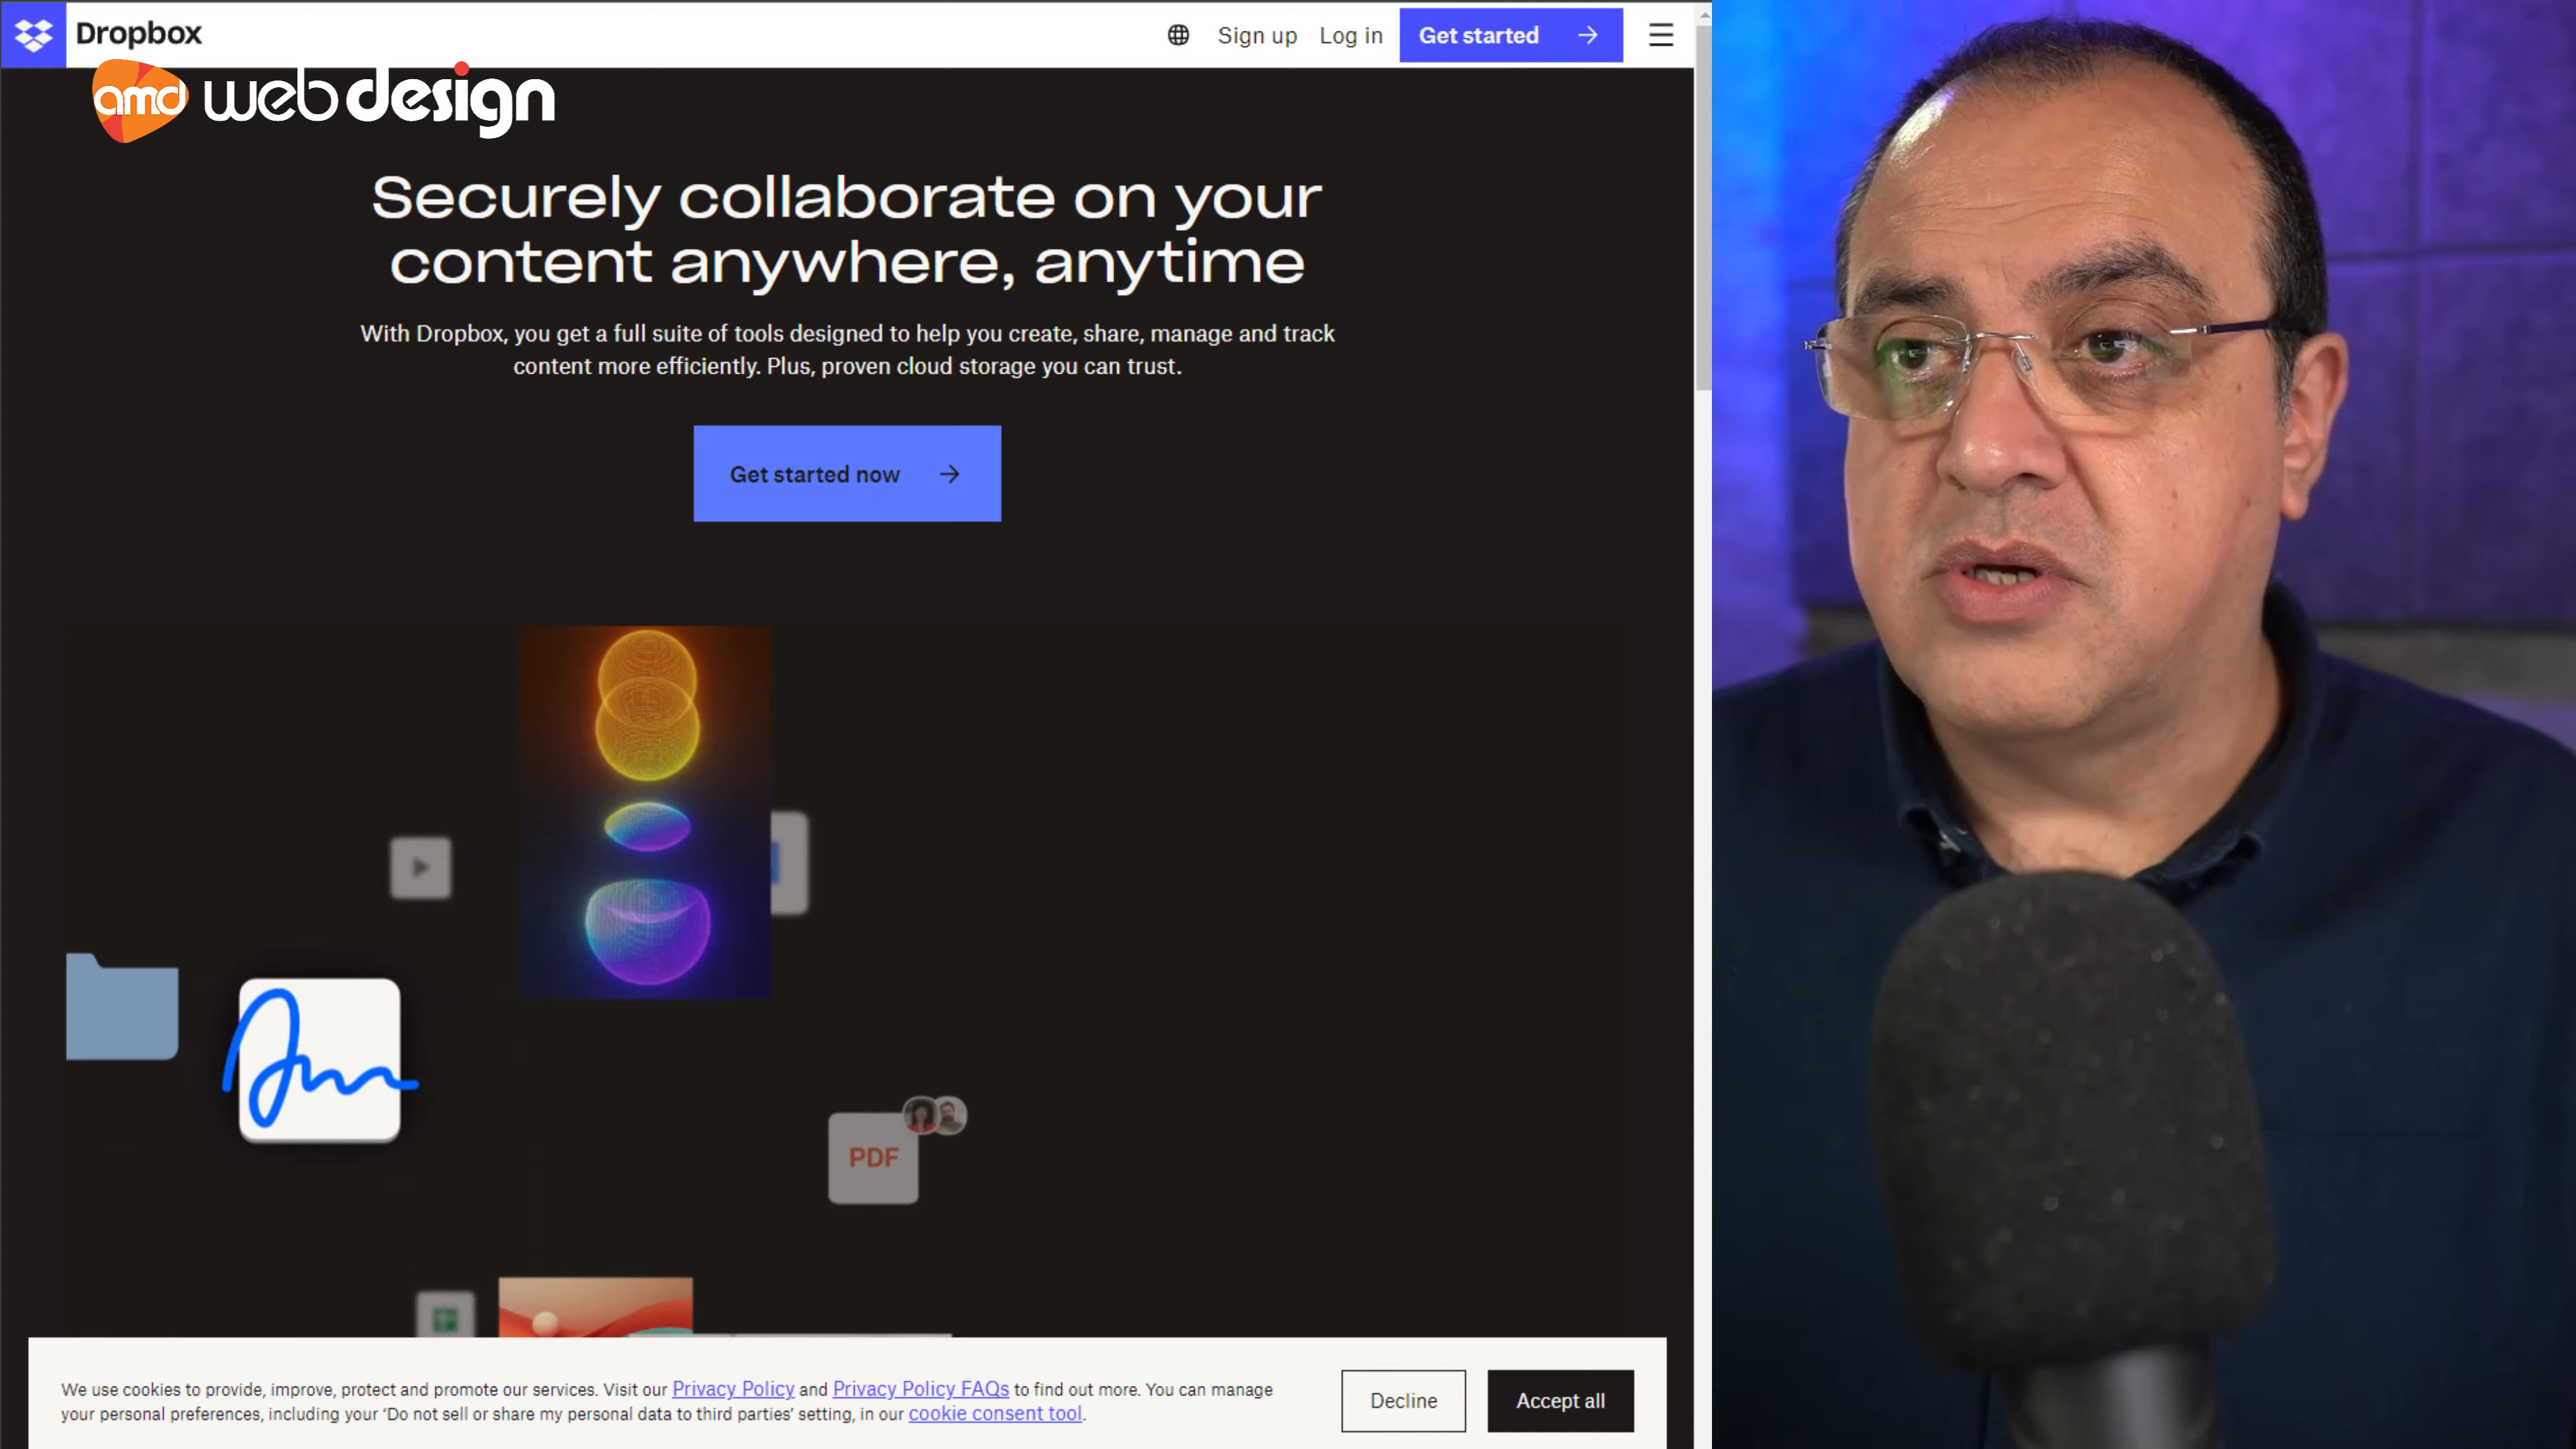 Dropbox
Sign up
Log in
Get started
amd web design
Securely collaborate on your
content anywhere, anytime
With Dropbox, you get a full suite of tools designed to help you create, share, manage and track
content more efficiently. Plus, proven cloud storage you can trust.
Get started now
PDF
We use cookies to provide, improve, protect and promote our services. Visit our Privacy Policy and Privacy Policy FAQs to find out more. You can manage
your personal preferences, including your ‘Do not sell or share my personal data to third parties’ setting, in our cookie consent tool.
Decline
Accept all